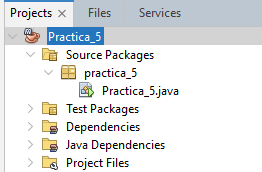 Projects × Files Services
Practica_5
Source Packages
practica_5
Practica_5.java
Test Packages
Dependencies
Java Dependencies
Project Files